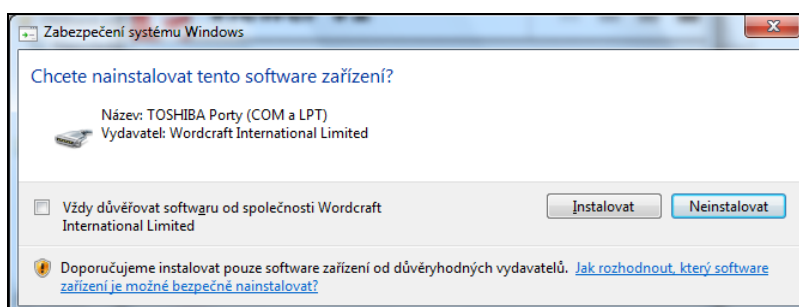 Zabezpečení systému Windows
Chcete nainstalovat tento software zařízení?
Název: TOSHIBA Porty (COM a LPT)
Vydavatel: Wordcraft International Limited
Vždy důvěřovat softwaru od společnosti Wordcraft
International Limited
Instalovat
Neinstalovat
Doporučujeme instalovat pouze software zařízení od důvěryhodných vydavatelů. Jak rozhodnout, který software
zařízení je možné bezpečně nainstalovat?